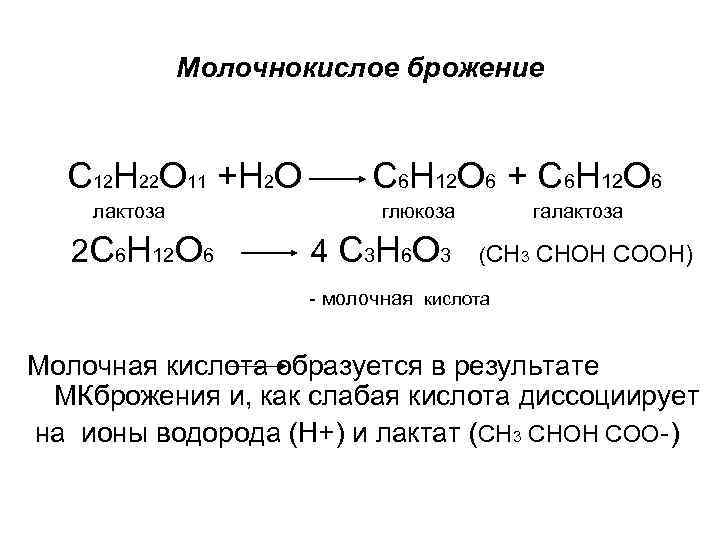 Молочнокислое брожение
C12H22O11 +H2O ⟶ C6H12O6 + C6H12O6
лактоза глюкоза галактоза
2C6H12O6 ⟶ 4 C3H6O3 (CH3 CHOH COOH)
- молочная кислота
Молочная кислота образуется в результате
МКброжения и, как слабая кислота диссоциирует
на ионы водорода (Н+) и лактат (CH3 CHOH COO-)